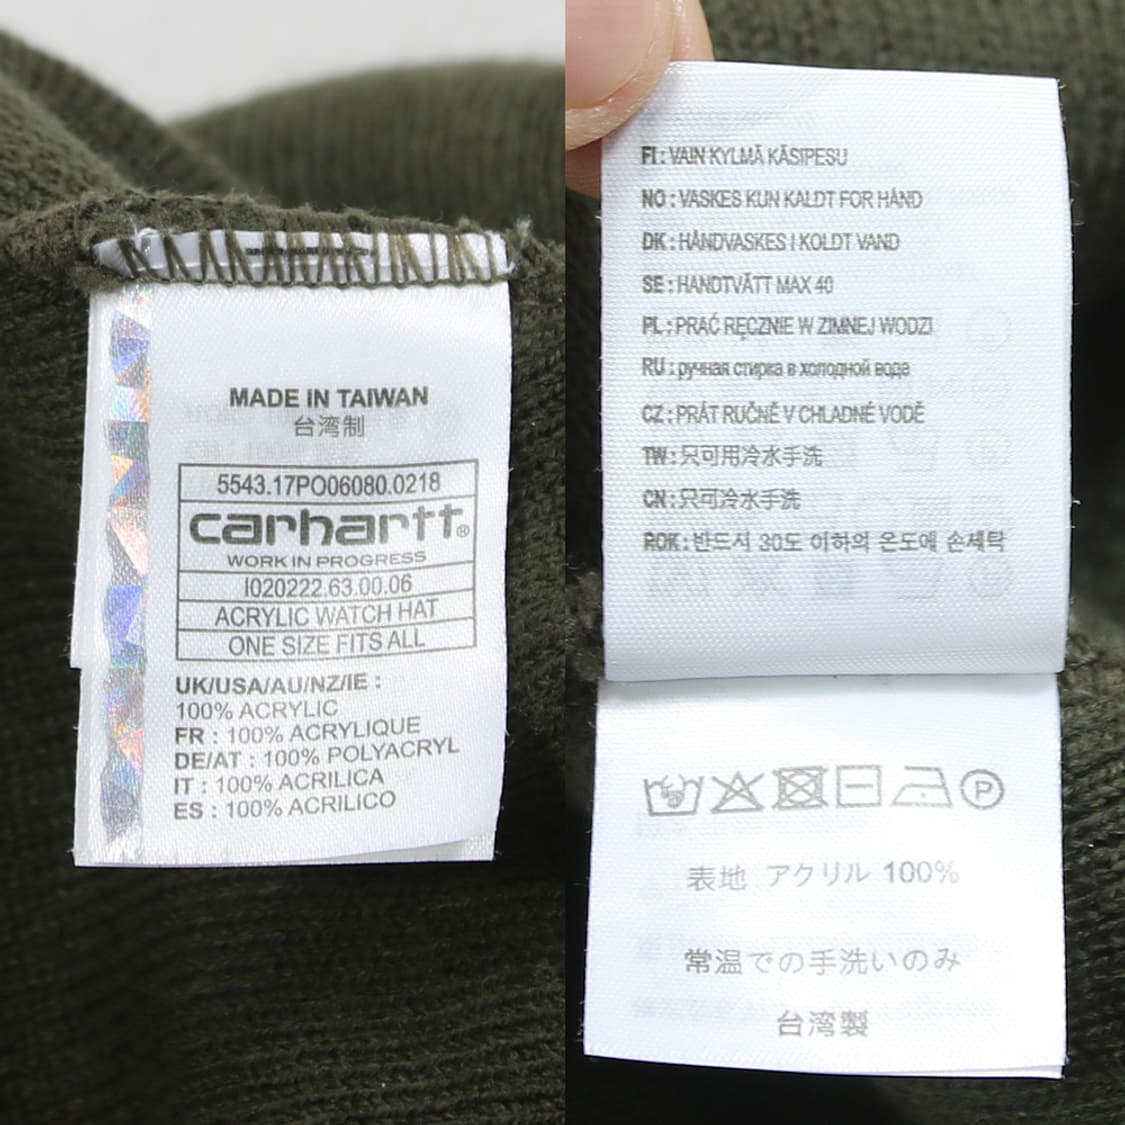 MADE IN TAIWAN
台湾制
5543.17PO06080.0218
carhartt®
WORK IN PROGRESS
I020222.63.00.06
ACRYLIC WATCH HAT
ONE SIZE FITS ALL
UK/USA/AU/NZ/IE :
100% ACRYLIC
FR : 100% ACRYLIQUE
DE/AT : 100% POLYACRYL
IT : 100% ACRILICA
ES : 100% ACRILICO
FI : VAIN KYLMÄ KÄSIPESU
NO : VASKES KUN KALDT FOR HÅND
DK : HÅNDVASKES I KOLDT VAND
SE : HANDTVÄTT MAX 40
PL : PRAĆ RĘCZNIE W ZIMNEJ WODZI
RU : ручная стирка в холодной воде
CZ : PRÁT RUČNĚ V CHLADNÉ VODĚ
TW : 只可用冷水手洗
CN : 只可冷水手洗
ROK : 반드시 30도 이하의 온도에 손세탁
P
表地 アクリル 100%
常温での手洗いのみ
台湾製